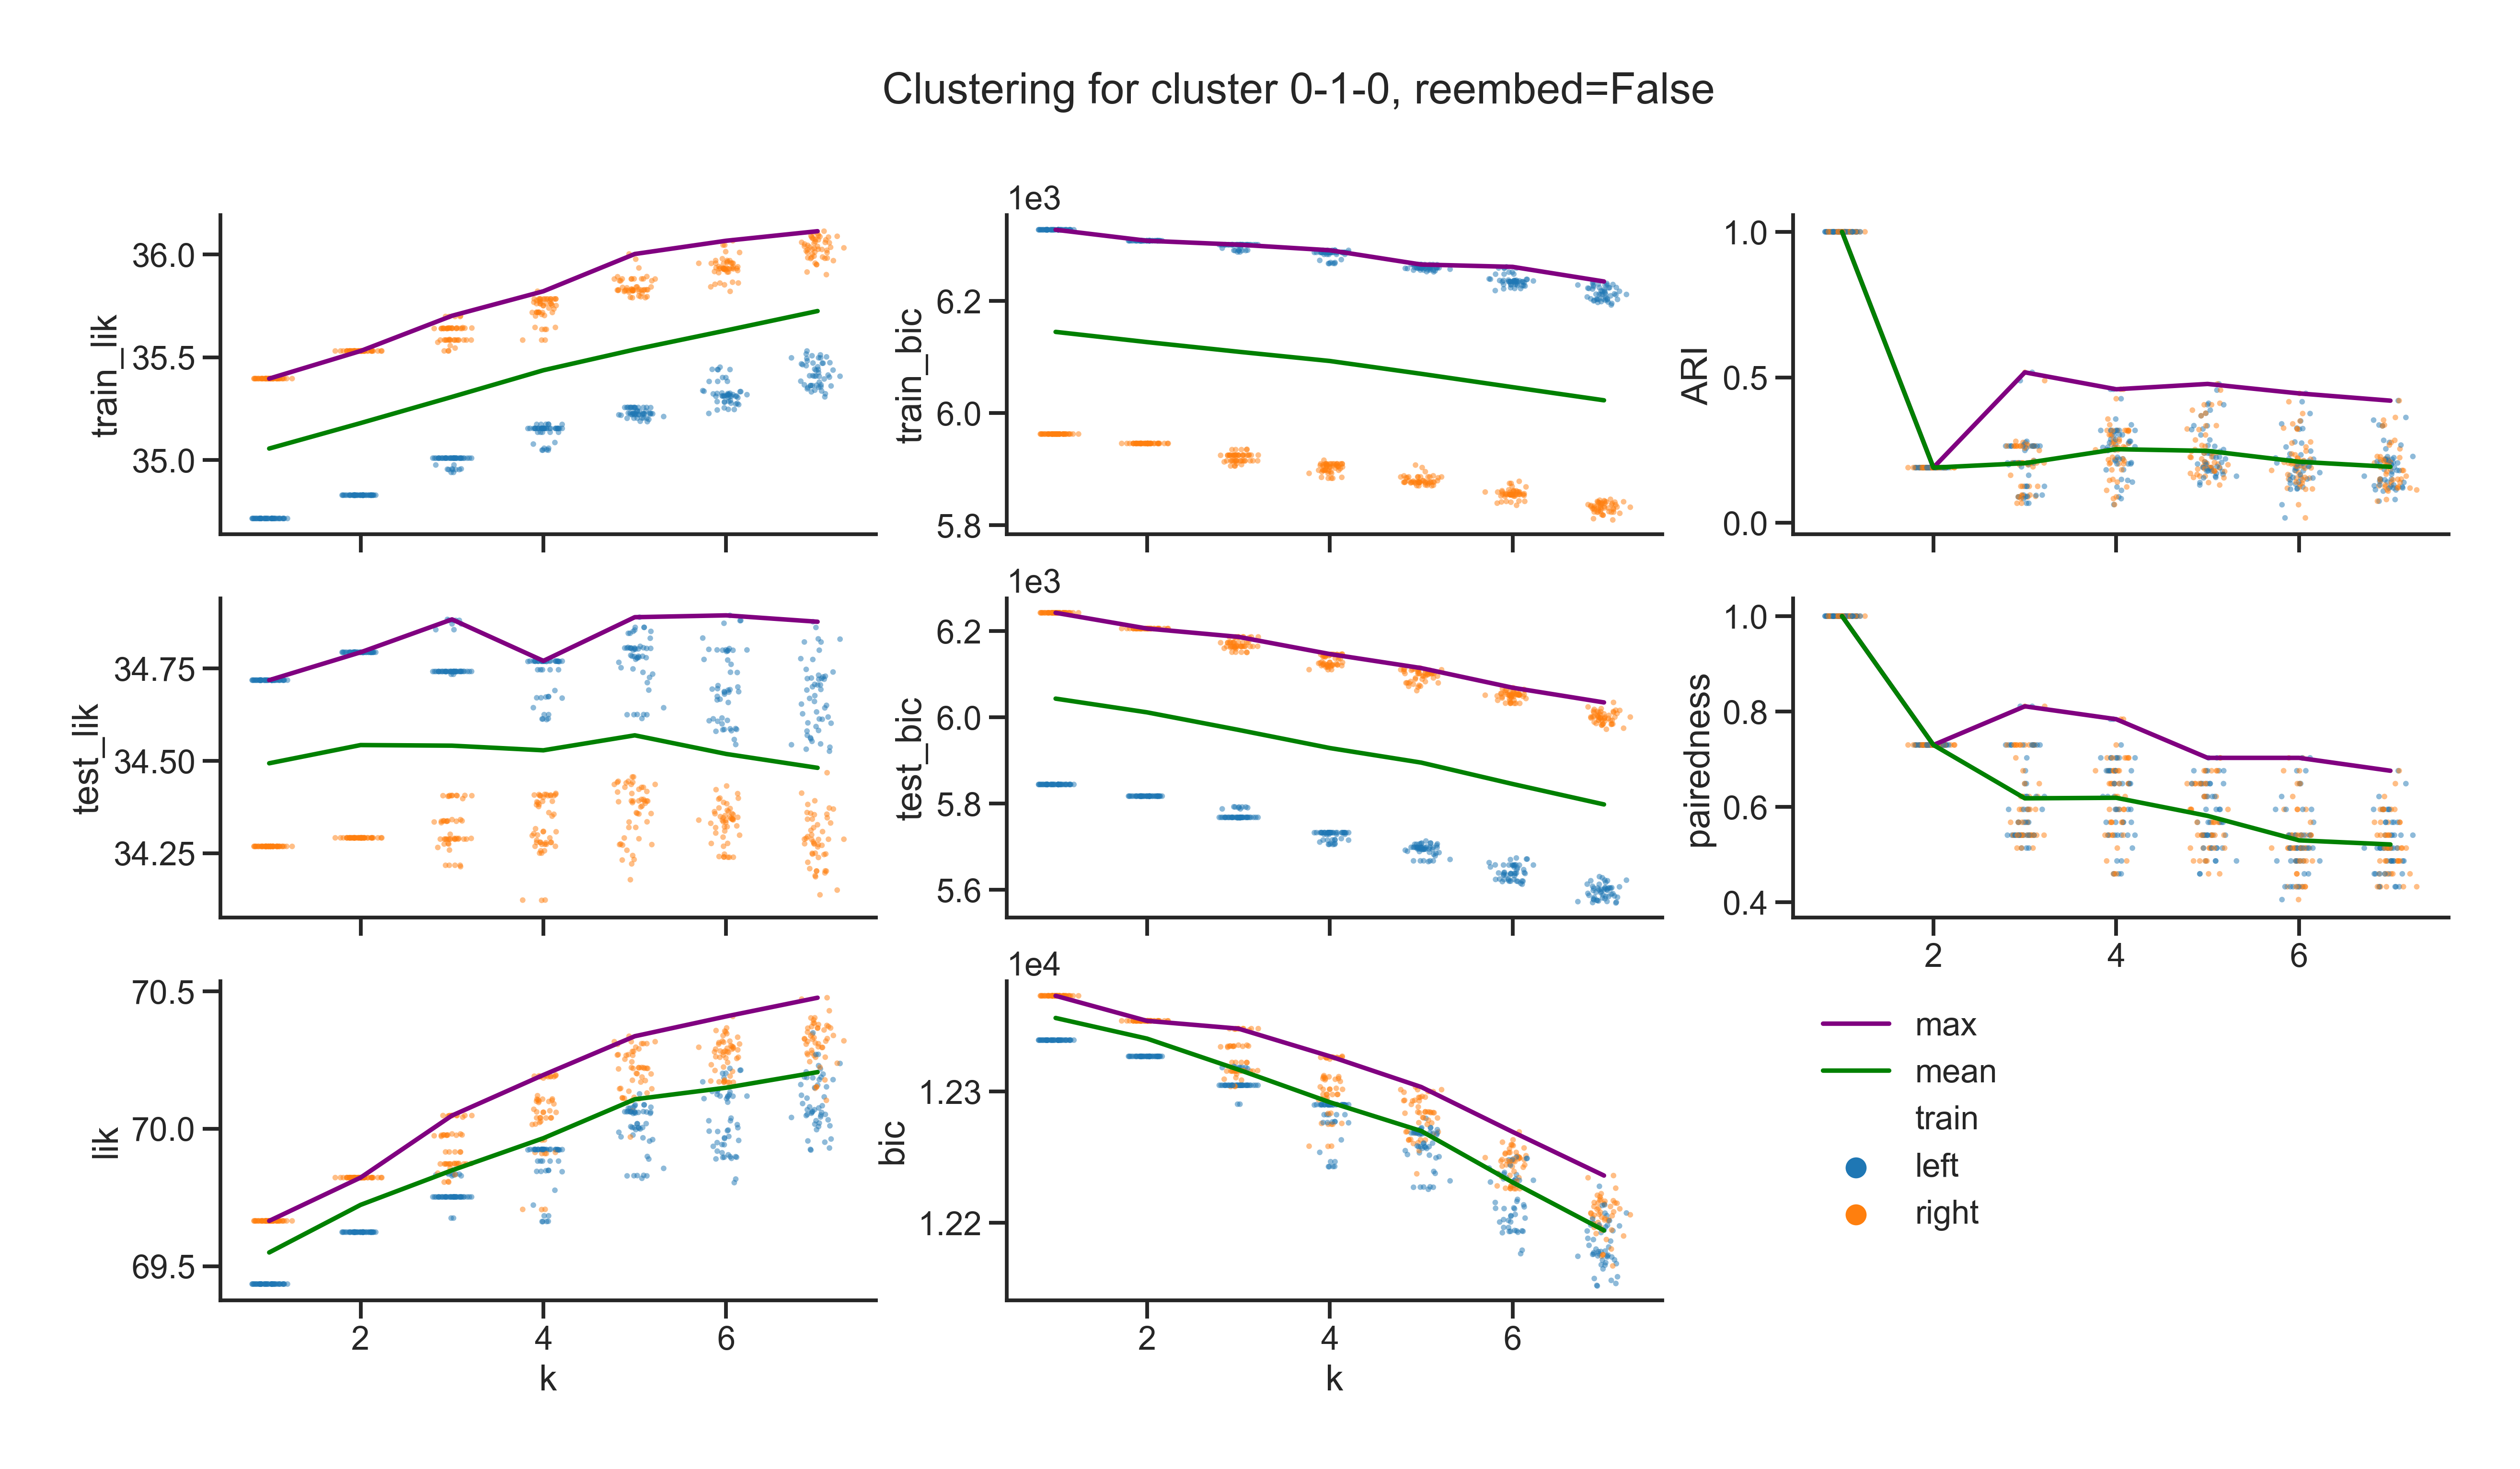 Clustering for cluster 0-1-0, reembed=False
train_lik
36.0
35.5
35.0
1e3
train_bic
6.2
6.0
5.8
ARI
1.0
0.5
0.0
test_lik
34.75
34.50
34.25
1e3
test_bic
6.2
6.0
5.8
5.6
pairedness
1.0
0.8
0.6
0.4
2 4 6
lik
70.5
70.0
69.5
2 4 6
k
1e4
bic
1.23
1.22
2 4 6
k
max
mean
train
left
right